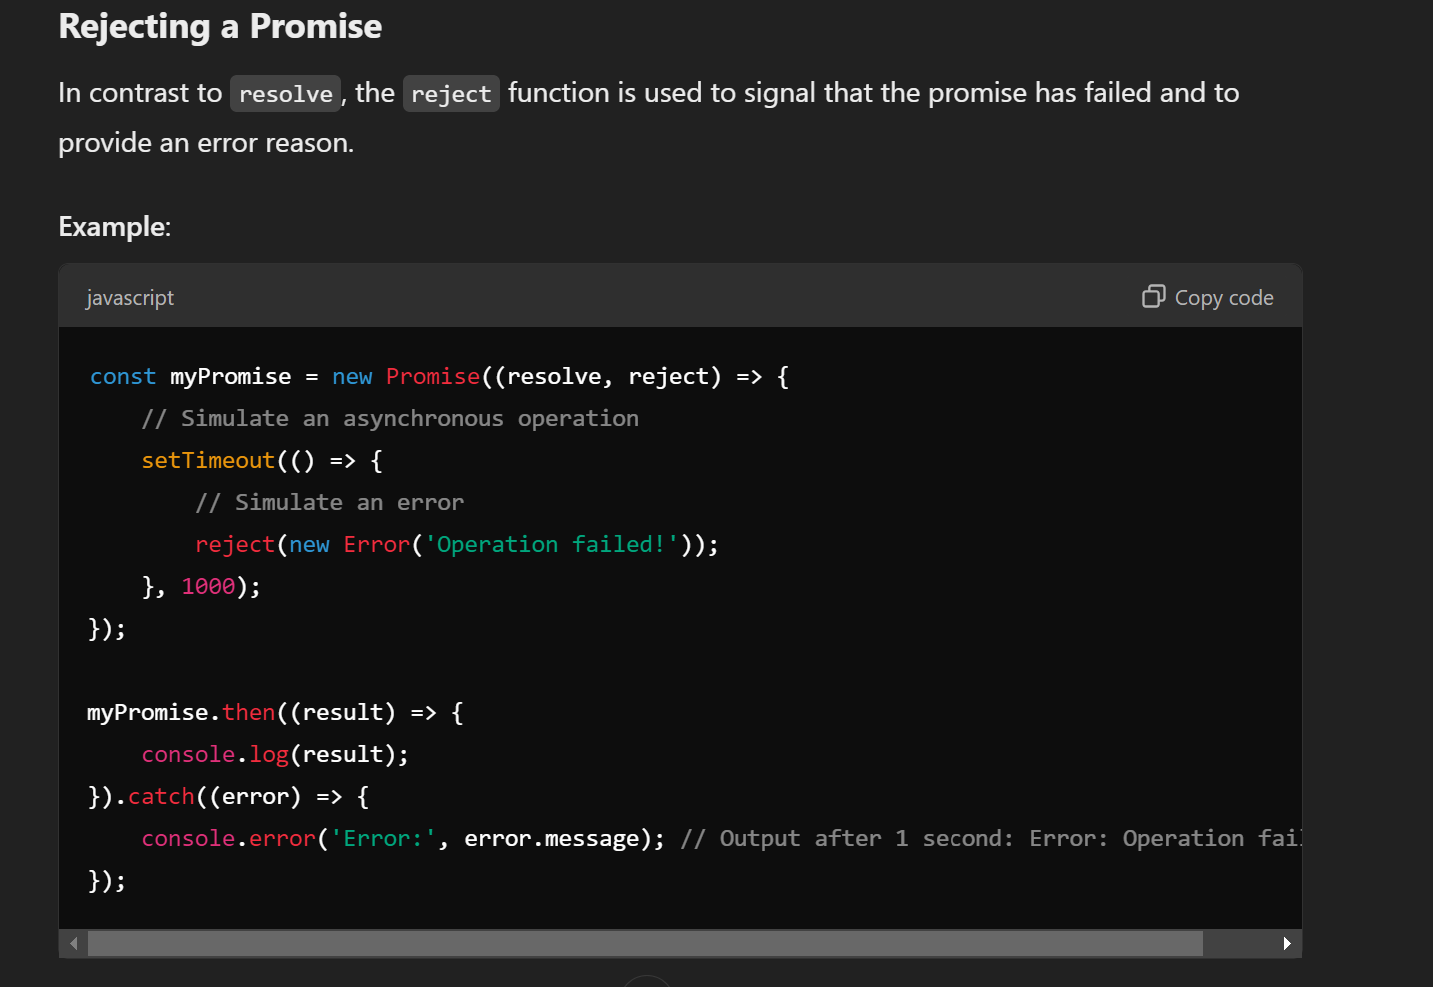 Rejecting a Promise
In contrast to resolve, the reject function is used to signal that the promise has failed and to
provide an error reason.
Example:
javascript
Copy code
const myPromise = new Promise((resolve, reject) => {
    // Simulate an asynchronous operation
    setTimeout(() => {
        // Simulate an error
        reject(new Error('Operation failed!'));
    }, 1000);
});
myPromise.then((result) => {
    console.log(result);
}).catch((error) => {
    console.error('Error:', error.message); // Output after 1 second: Error: Operation
});